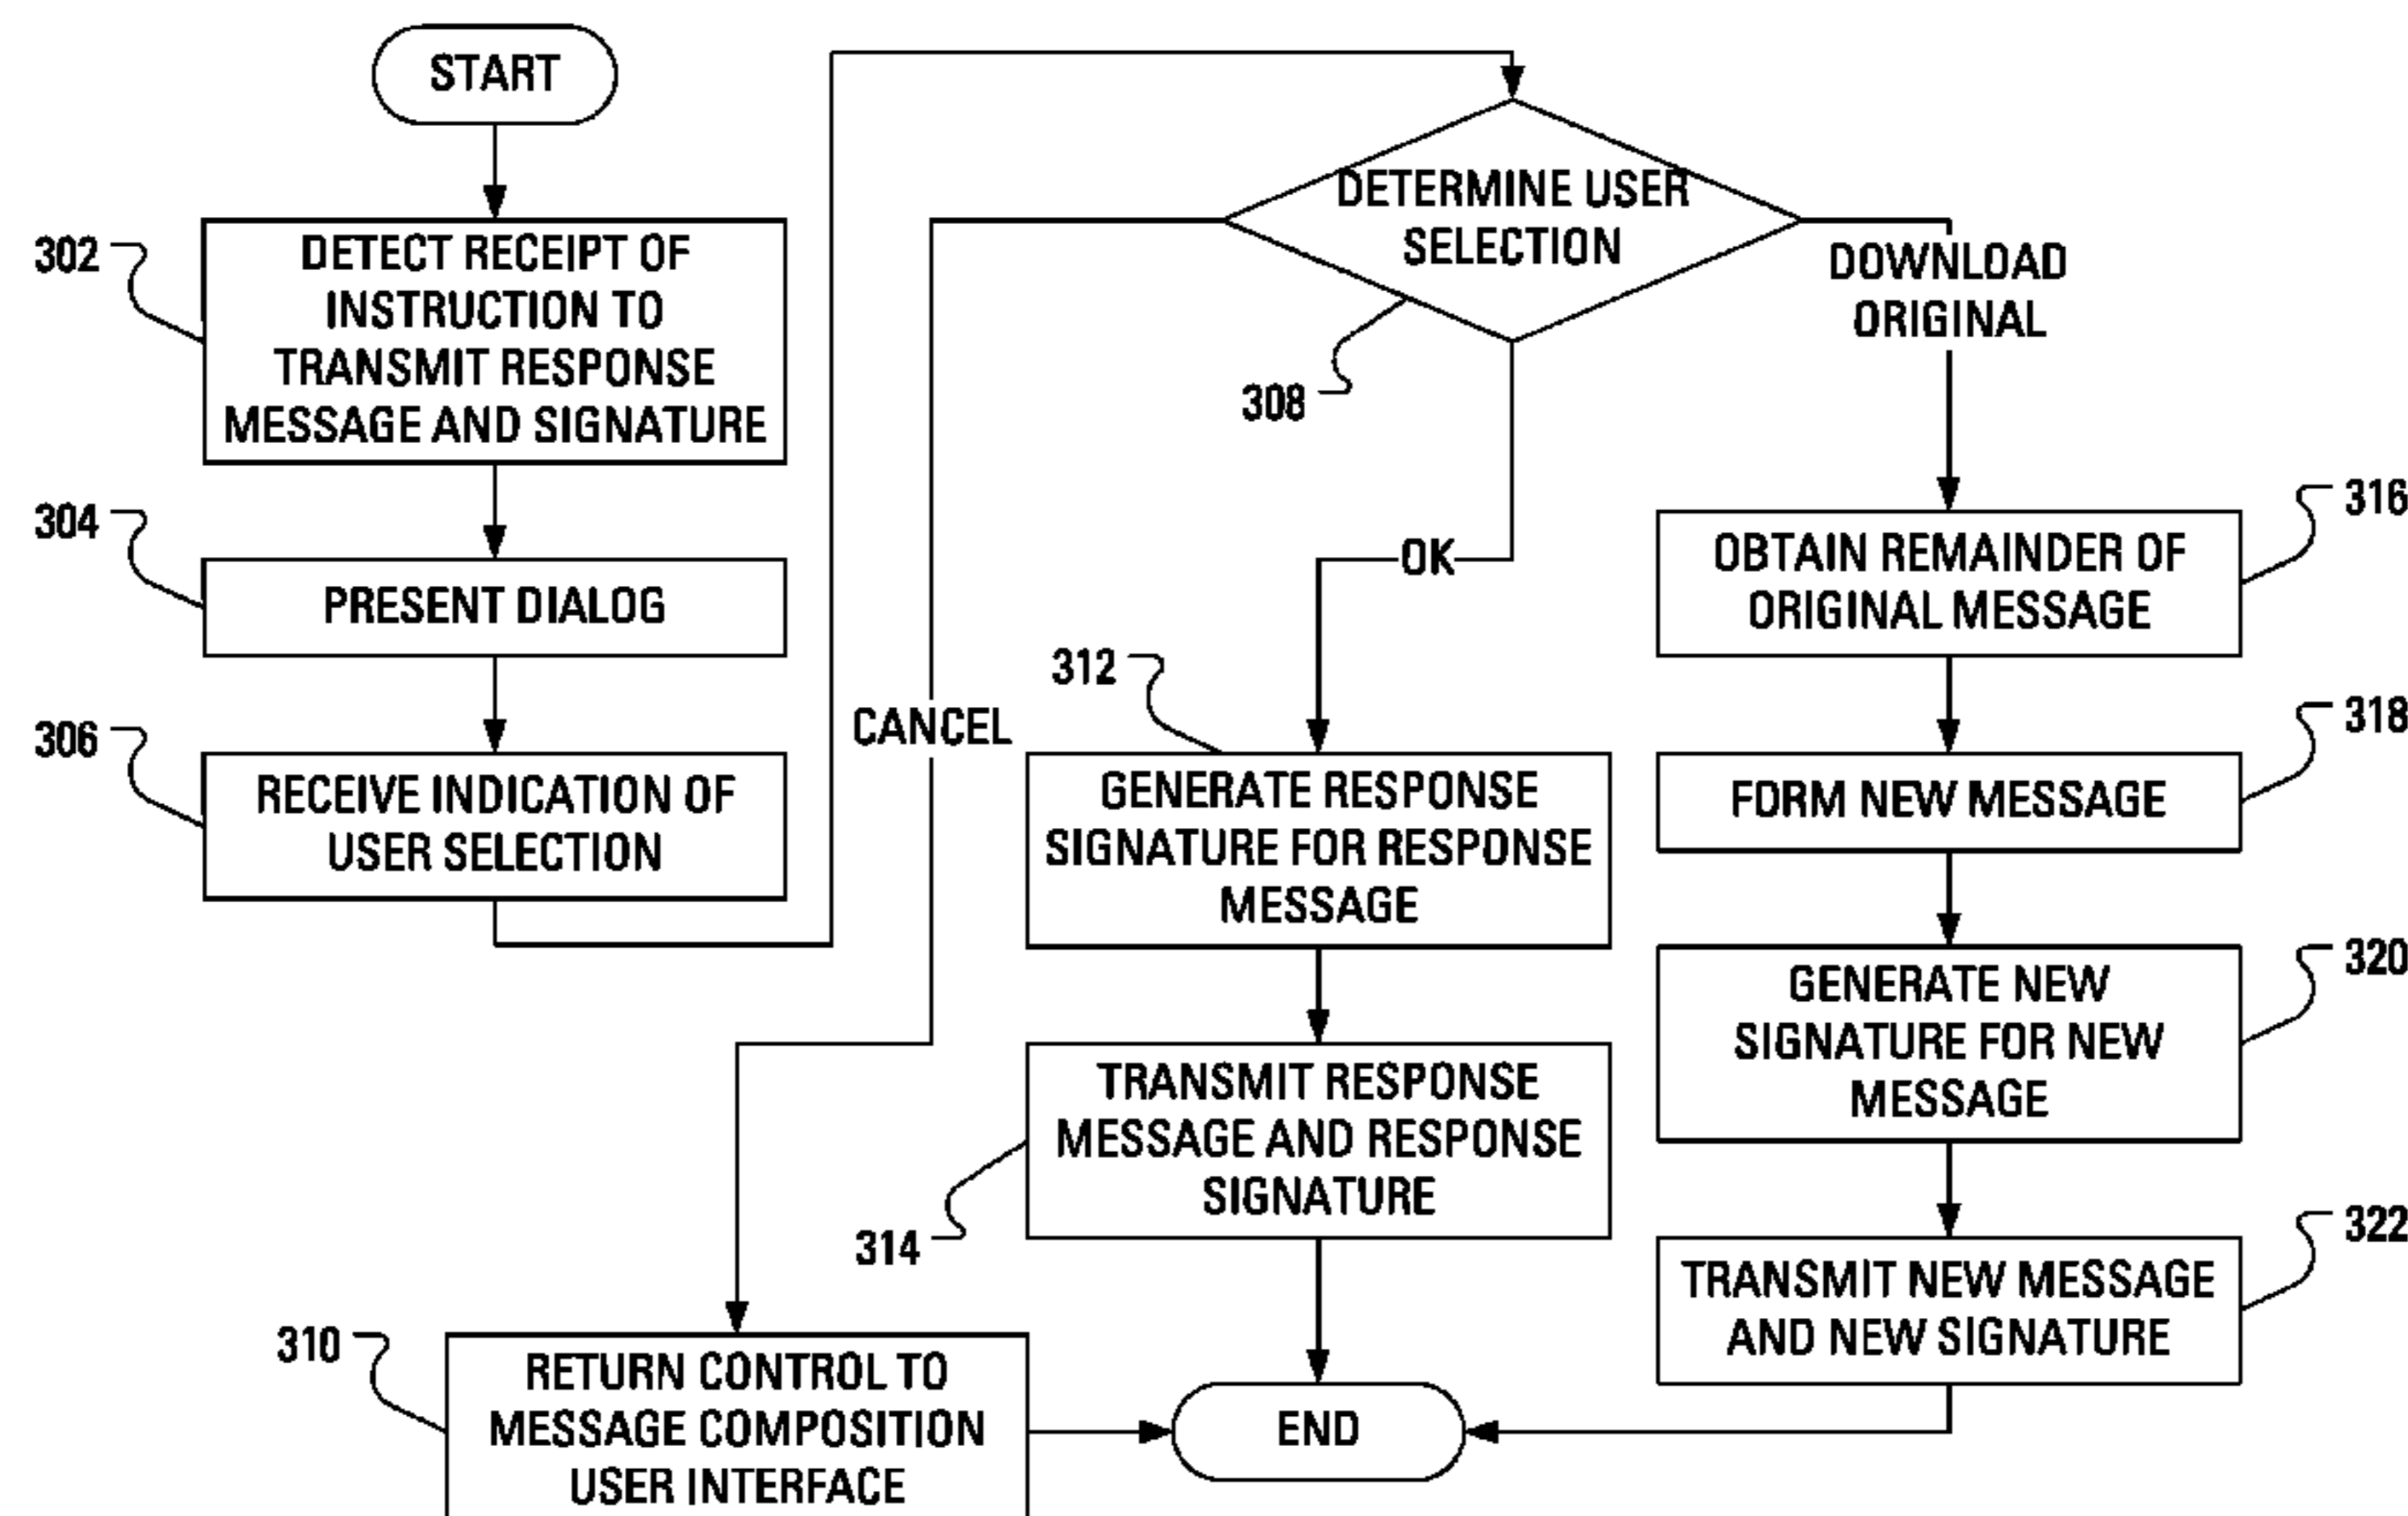 START
302
DETECT RECEIPT OF
INSTRUCTION TO
TRANSMIT RESPONSE
MESSAGE AND SIGNATURE
304
PRESENT DIALOG
306
RECEIVE INDICATION OF
USER SELECTION
DETERMINE USER
SELECTION
308
CANCEL
OK
DOWNLOAD
ORIGINAL
310
RETURN CONTROL TO
MESSAGE COMPOSITION
USER INTERFACE
312
GENERATE RESPONSE
SIGNATURE FOR RESPONSE
MESSAGE
314
TRANSMIT RESPONSE
MESSAGE AND RESPONSE
SIGNATURE
316
OBTAIN REMAINDER OF
ORIGINAL MESSAGE
318
FORM NEW MESSAGE
320
GENERATE NEW
SIGNATURE FOR NEW
MESSAGE
322
TRANSMIT NEW MESSAGE
AND NEW SIGNATURE
END